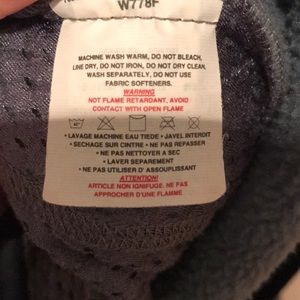 W778F
MACHINE WASH WARM, DO NOT BLEACH,
LINE DRY, DO NOT IRON, DO NOT DRY CLEAN.
WASH SEPARATELY, DO NOT USE
FABRIC SOFTENERS.
WARNING
NOT FLAME RETARDANT, AVOID
CONTACT WITH OPEN FLAME
• LAVAGE MACHINE EAU TIEDE • JAVEL INTERDIT
• SECHAGE SUR CINTRE • NE PAS REPASSER
• NE PAS NETTOYER A SEC
• LAVER SEPAREMENT
• NE PAS UTILISER D' ASSOUPLISSANT
ATTENTION:
ARTICLE NON IGNIFUGE. NE PAS
APPROCHER D'UNE FLAMME